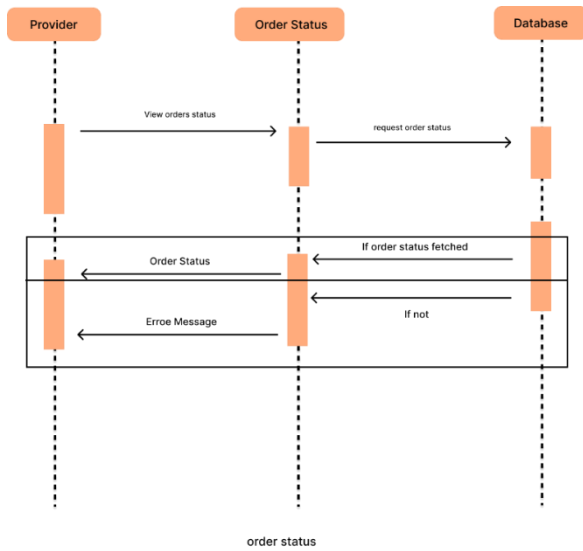 Provider
Order Status
Database
View orders status
request order status
If order status fetched
Order Status
If not
Erroe Message
order status